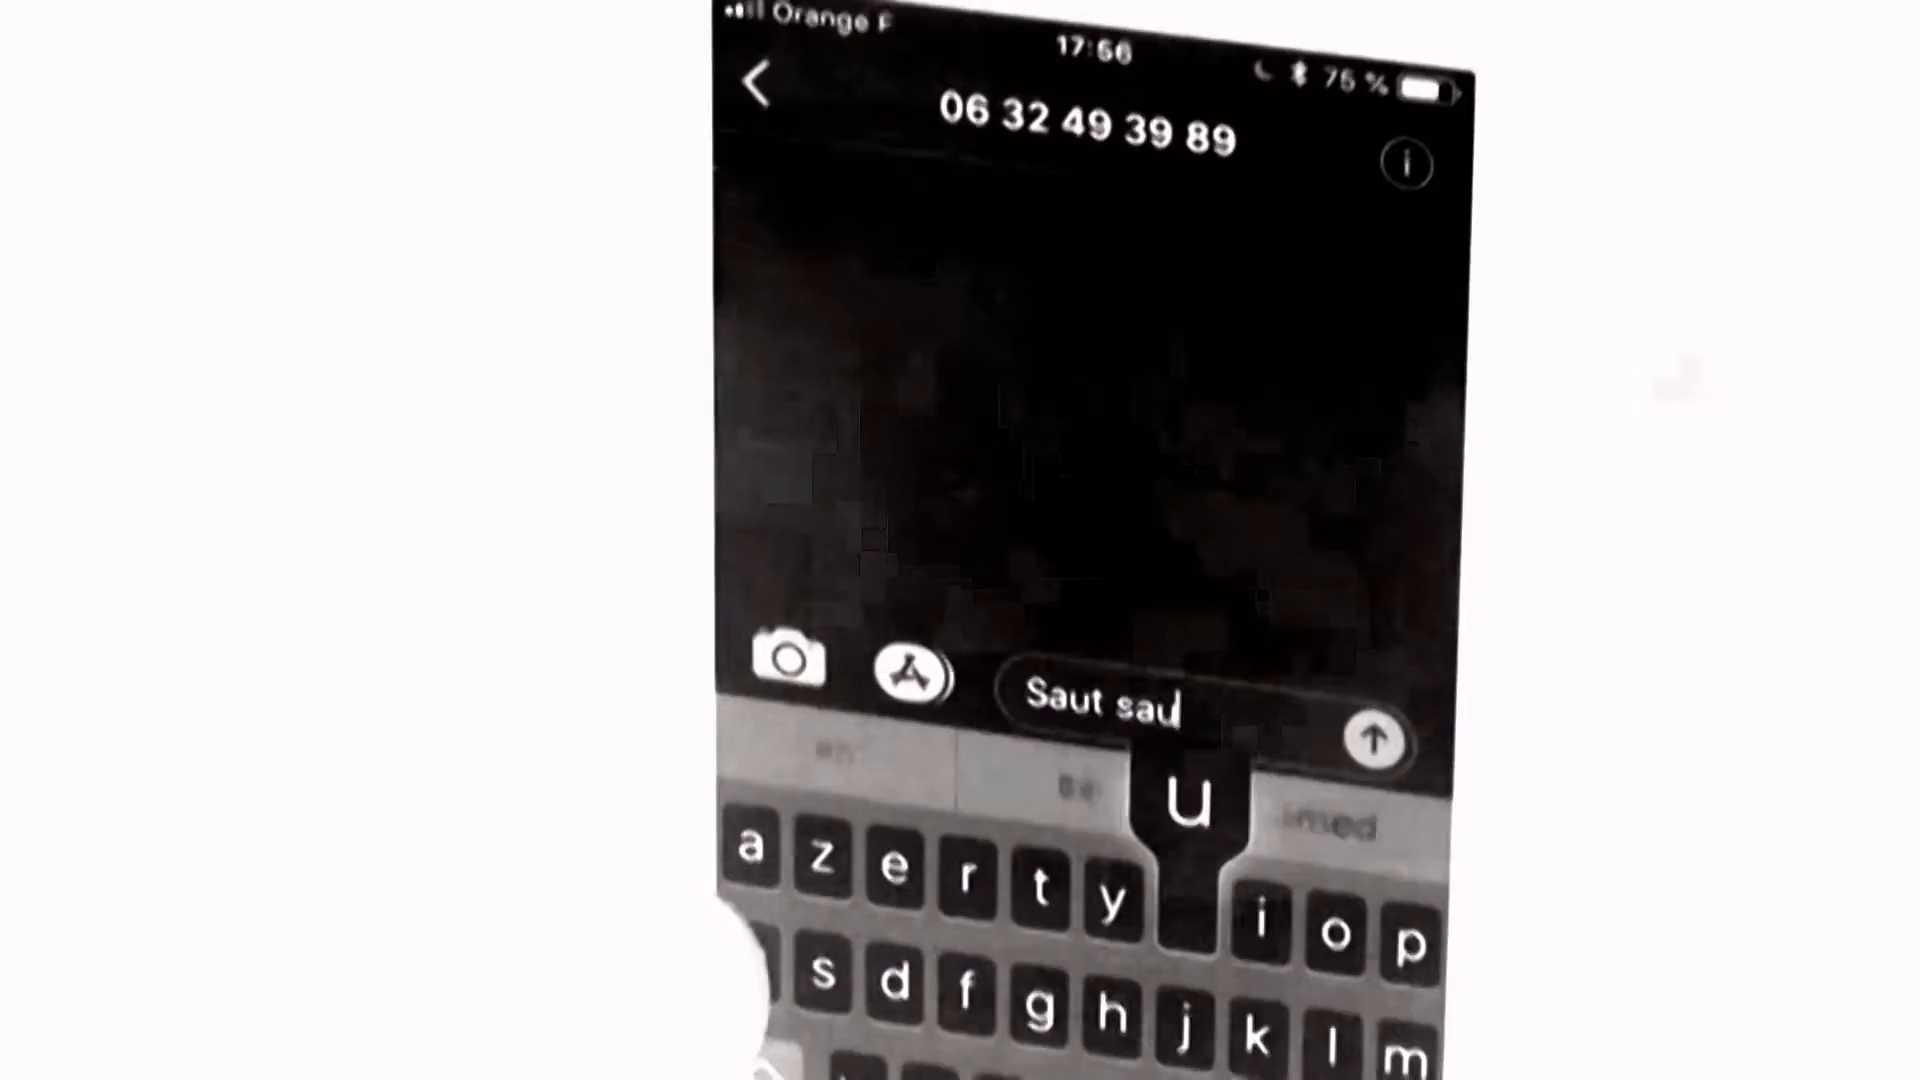 Orange F
17:56
75 %
06 32 49 39 89
i
Saut sau
u
a z e r t y i o p
s d f g h j k l m